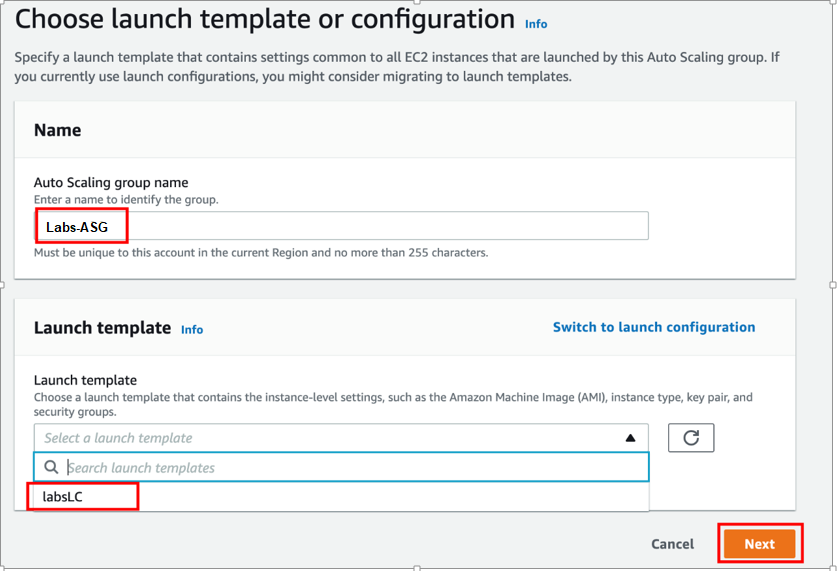 Choose launch template or configuration Info
Specify a launch template that contains settings common to all EC2 instances that are launched by this Auto Scaling group. If
you currently use launch configurations, you might consider migrating to launch templates.
Name
Auto Scaling group name
Enter a name to identify the group.
Labs-ASG
Must be unique to this account in the current Region and no more than 255 characters.
Launch template Info
Switch to launch configuration
Launch template
Choose a launch template that contains the instance-level settings, such as the Amazon Machine Image (AMI), instance type, key pair, and
security groups.
Select a launch template
Search launch templates
labsLC
Cancel
Next